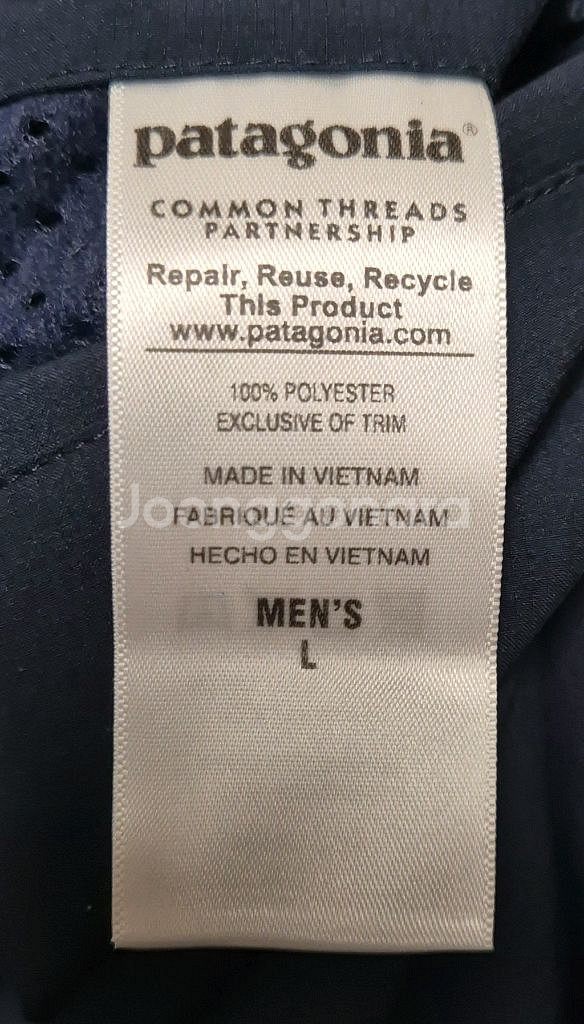 patagonia®
COMMON THREADS
PARTNERSHIP
Repair, Reuse, Recycle
This Product
www.patagonia.com
100% POLYESTER
EXCLUSIVE OF TRIM
MADE IN VIETNAM
Joonggonara
FABRIQUÉ AU VIETNAM
HECHO EN VIETNAM
MEN'S
L